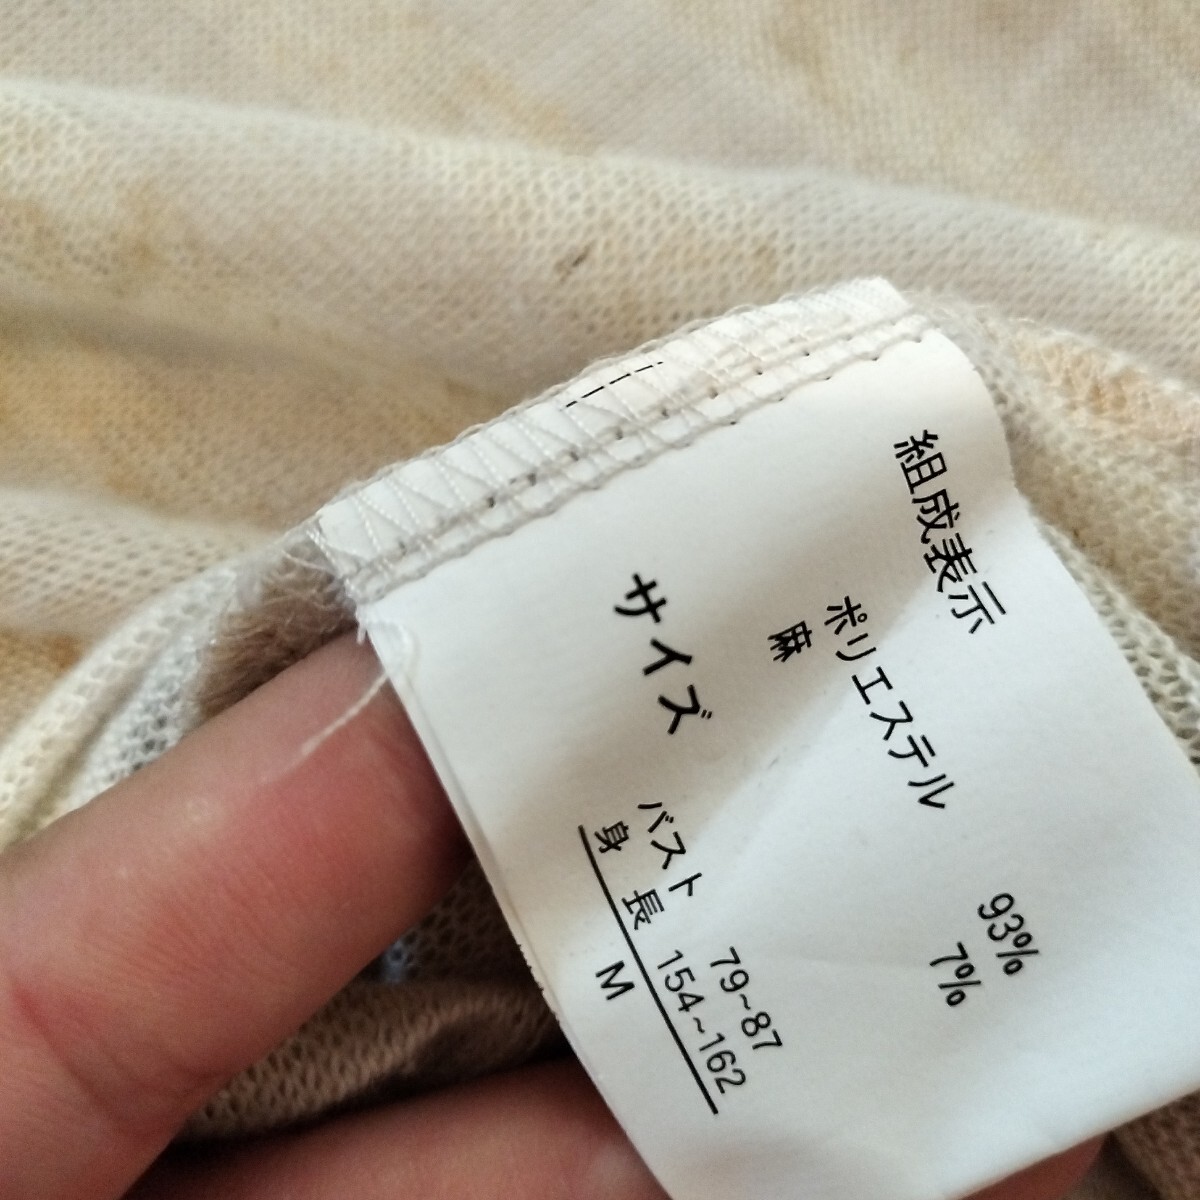 組成表示
ポリエステル 93%
麻 7%
サイズ
バスト 79~87
身長 154~162
M